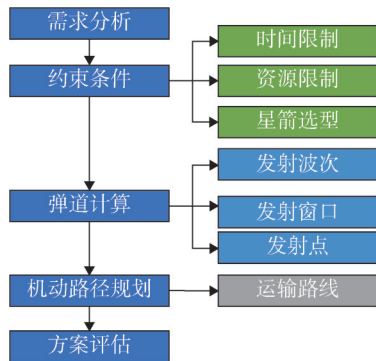 需求分析
约束条件
时间限制
资源限制
星箭选型
弹道计算
发射波次
发射窗口
发射点
机动路径规划
运输路线
方案评估